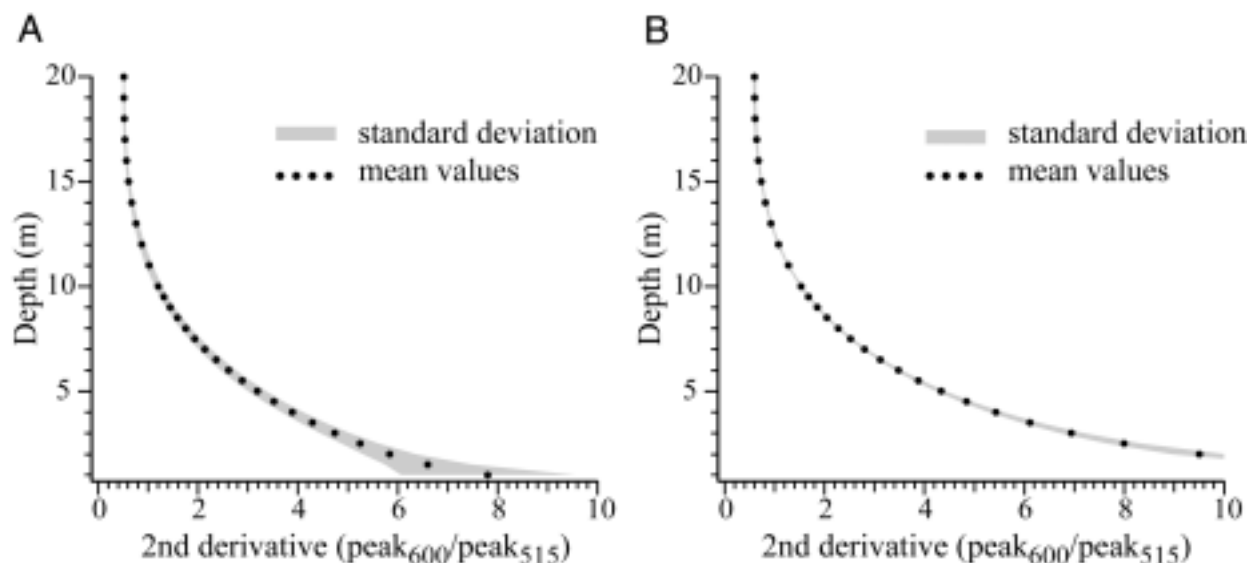 A
20
15
10
5
Depth (m)
standard deviation
mean values
0 2 4 6 8 10
2nd derivative (peak600/peak515)
B
20
15
10
5
Depth (m)
standard deviation
mean values
0 2 4 6 8 10
2nd derivative (peak600/peak515)